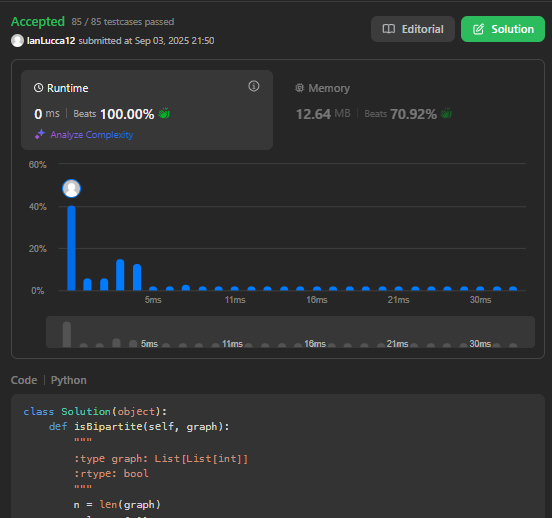 Accepted 85 / 85 testcases passed
IanLucca12 submitted at Sep 03, 2025 21:50
Editorial
Solution
Runtime
0 ms | Beats 100.00%
Analyze Complexity
Memory
12.64 MB | Beats 70.92%
60%
40%
20%
0%
5ms 11ms 16ms 21ms 30ms
5ms 11ms 16ms 21ms 30ms
Code | Python
class Solution(object):
def isBipartite(self, graph):
"""
:type graph: List[List[int]]
:rtype: bool
"""
n = len(graph)